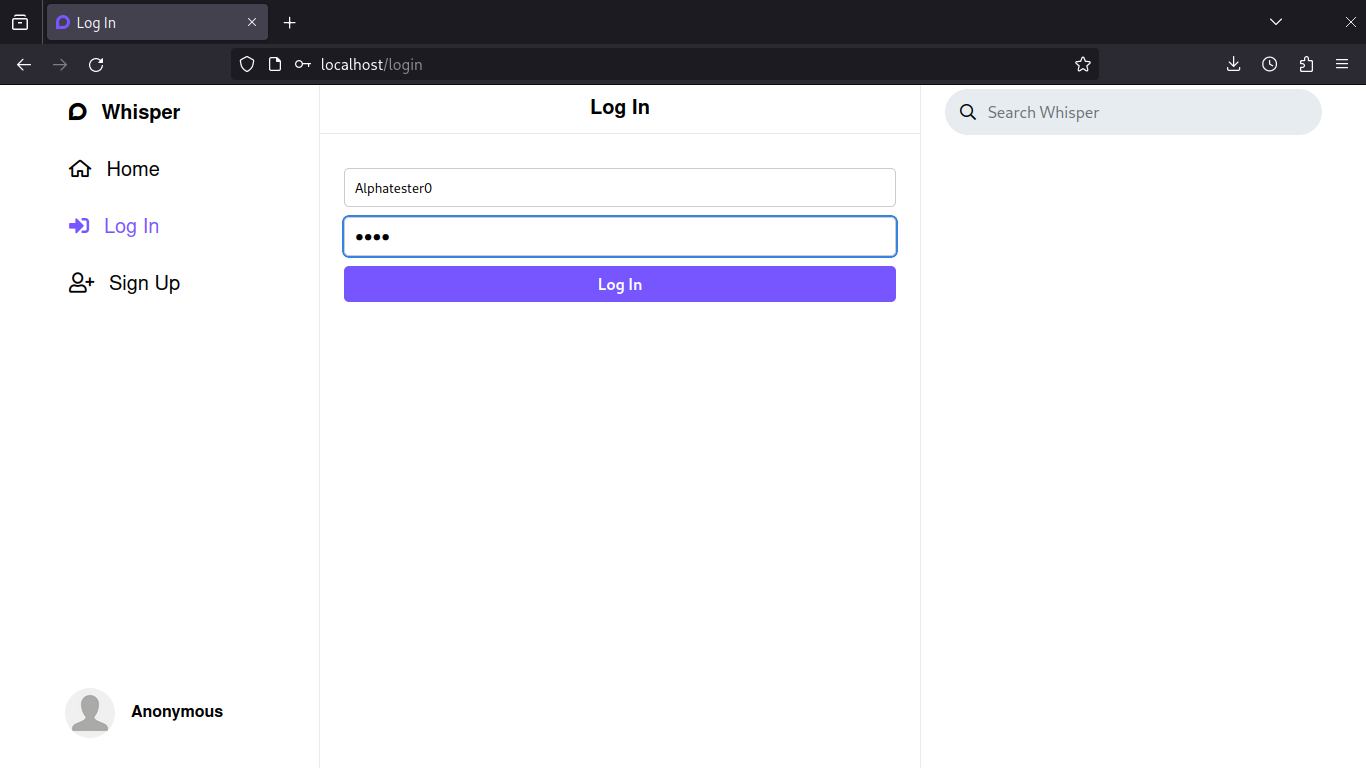 Log In
localhost/login
Whisper
Home
Log In
Sign Up
Anonymous
Log In
Alphatester0
••••
Log In
Search Whisper